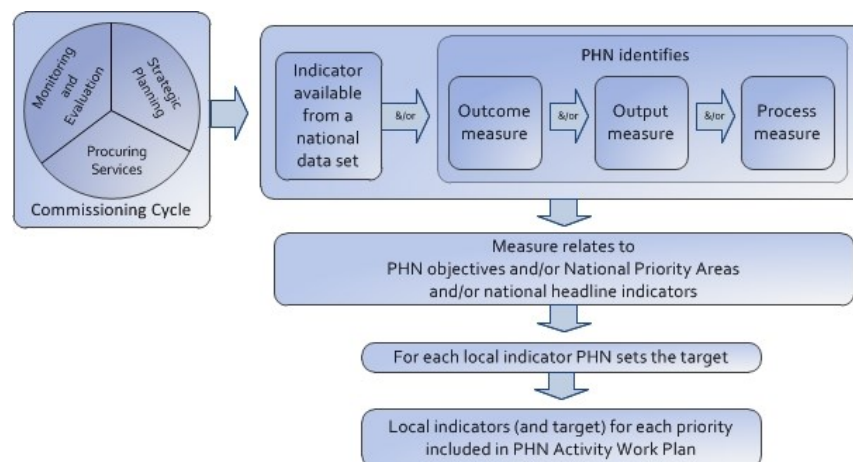 Monitoring
and
Evaluation
Strategic
Planning
Procuring
Services
Commissioning Cycle
Indicator
available
from a
national
data set
&/or
PHN identifies
Outcome
measure
&/or
Output
measure
&/or
Process
measure
Measure relates to
PHN objectives and/or National Priority Areas
and/or national headline indicators
For each local indicator PHN sets the target
Local indicators (and target) for each priority
included in PHN Activity Work Plan